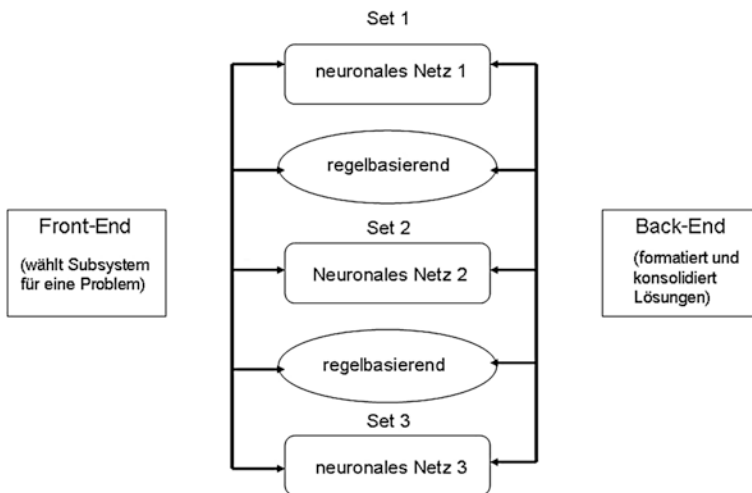 Set 1
neuronales Netz 1
regelbasierend
Front-End
(wählt Subsystem
für eine Problem)
Set 2
Neuronales Netz 2
Back-End
(formatiert und
konsolidiert
Lösungen)
regelbasierend
Set 3
neuronales Netz 3